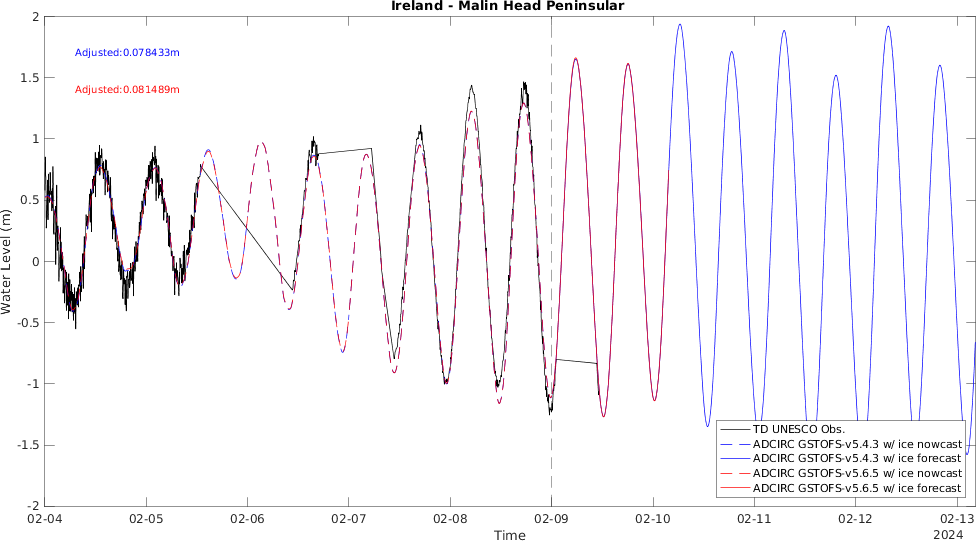 Ireland - Malin Head Peninsular
Adjusted:0.078433m
Adjusted:0.081489m
Water Level (m)
2
1.5
1
0.5
0
-0.5
-1
-1.5
-2
TD UNESCO Obs.
ADCIRC GSTOFS-v5.4.3 w/ ice nowcast
ADCIRC GSTOFS-v5.4.3 w/ ice forecast
ADCIRC GSTOFS-v5.6.5 w/ ice nowcast
ADCIRC GSTOFS-v5.6.5 w/ ice forecast
02-04 02-05 02-06 02-07 02-08 02-09 02-10 02-11 02-12 02-13
Time
2024